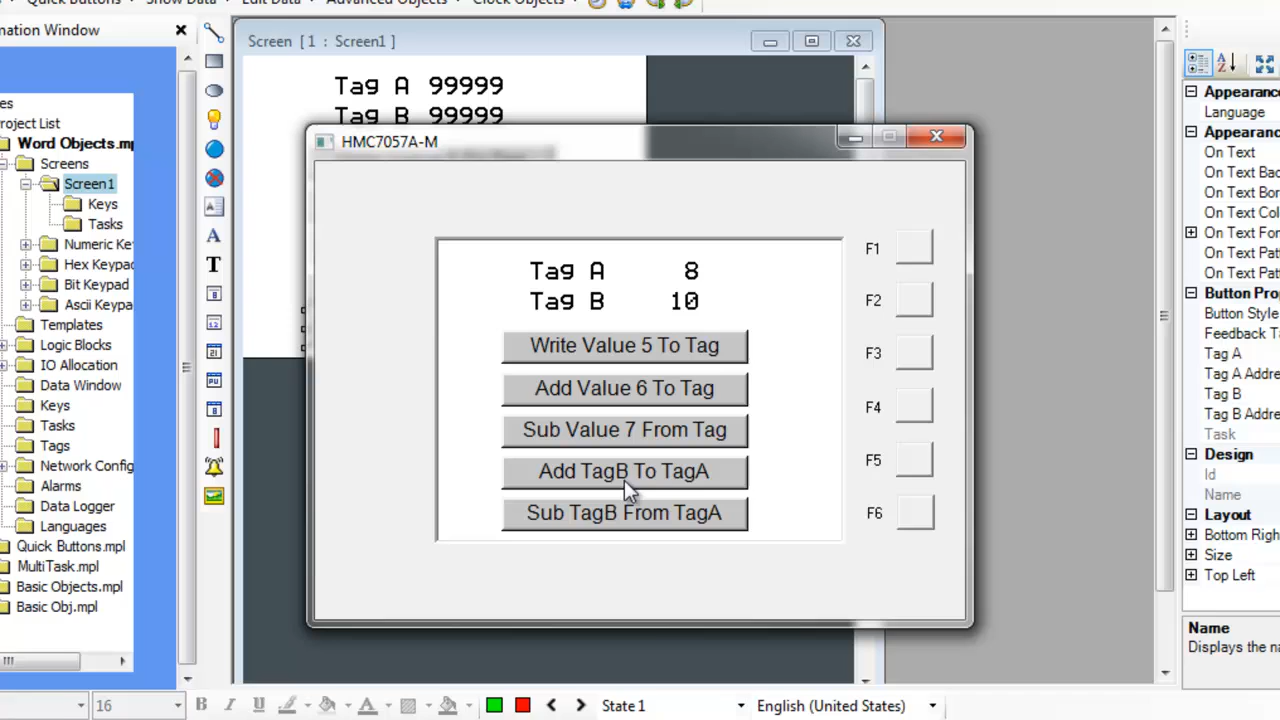 Quick Buttons Show Data Edit Data Advanced Objects Clock Objects
mation Window
es
roject List
Word Objects.mp
Screens
Screen1
Keys
Tasks
Numeric Ke
Hex Keypad
Bit Keypad
Ascii Keypa
Templates
Logic Blocks
IO Allocation
Data Window
Keys
Tasks
Tags
Network Config
Alarms
Data Logger
Languages
Quick Buttons.mpl
MultiTask.mpl
Basic Objects.mpl
Basic Obj.mpl
Screen [ 1 : Screen1 ]
Tag A 99999
Tag B 99999
HMC7057A-M
Tag A 8
Tag B 10
Write Value 5 To Tag
Add Value 6 To Tag
Sub Value 7 From Tag
Add TagB To TagA
Sub TagB From TagA
F1
F2
F3
F4
F5
F6
Appearance
Language
Appearance
On Text
On Text Bac
On Text Bor
On Text Col
On Text Fon
On Text Patt
On Text Patt
Button Prop
Button Style
Feedback Ta
Tag A
Tag A Addre
Tag B
Tag B Addre
Task
Design
Id
Name
Layout
Bottom Righ
Size
Top Left
Name
Displays the na
16 B I U A State 1 English (United States)